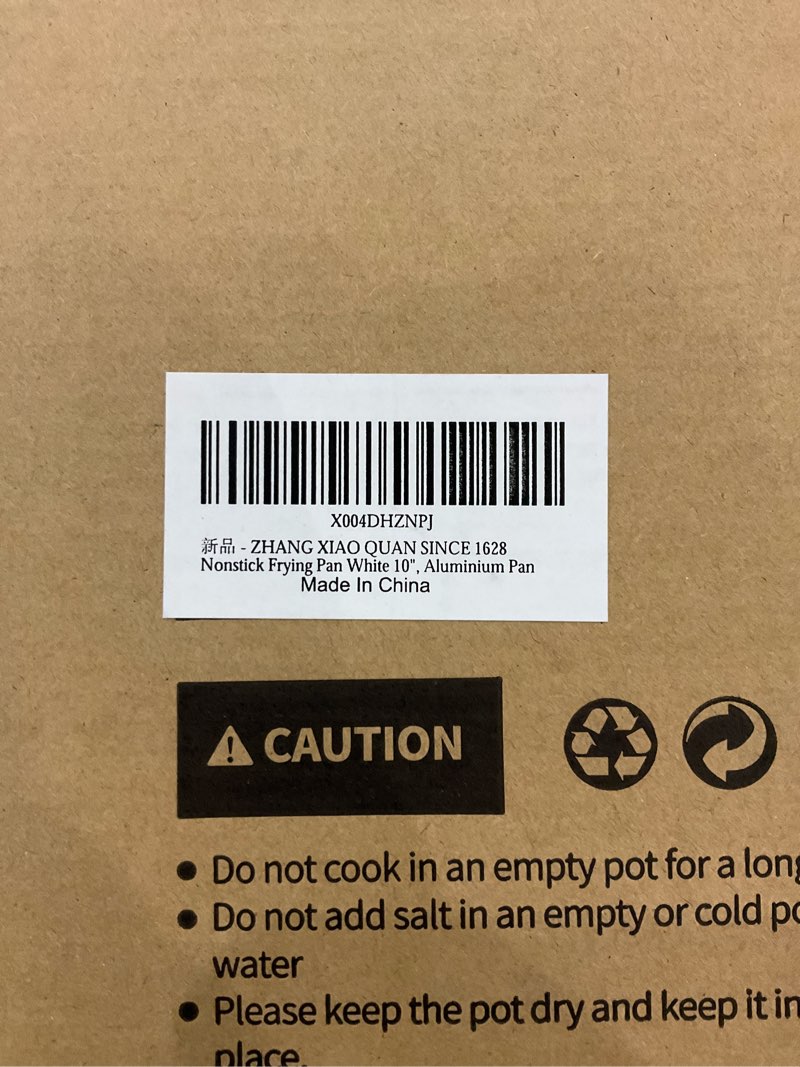 X004DHZNPJ
新品 - ZHANG XIAO QUAN SINCE 1628
Nonstick Frying Pan White 10", Aluminium Pan
Made In China
CAUTION
● Do not cook in an empty pot for a long
● Do not add salt in an empty or cold
water
● Please keep the pot dry and keep it in
place.